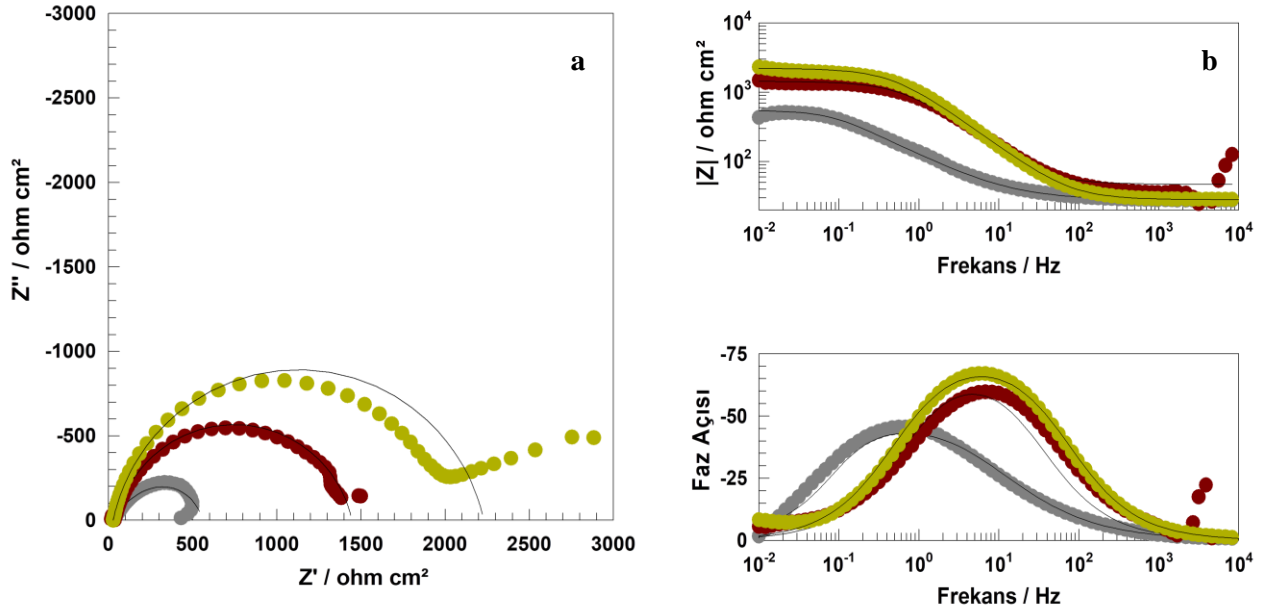 a
-3000
-2500
-2000
-1500
-1000
-500
0
Z'' / ohm cm²
0 500 1000 1500 2000 2500 3000
Z' / ohm cm²
b
10⁴
10³
10²
|Z| / ohm cm²
10⁻² 10⁻¹ 10⁰ 10¹ 10² 10³ 10⁴
Frekans / Hz
-75
-50
-25
0
Faz Açısı
10⁻² 10⁻¹ 10⁰ 10¹ 10² 10³ 10⁴
Frekans / Hz